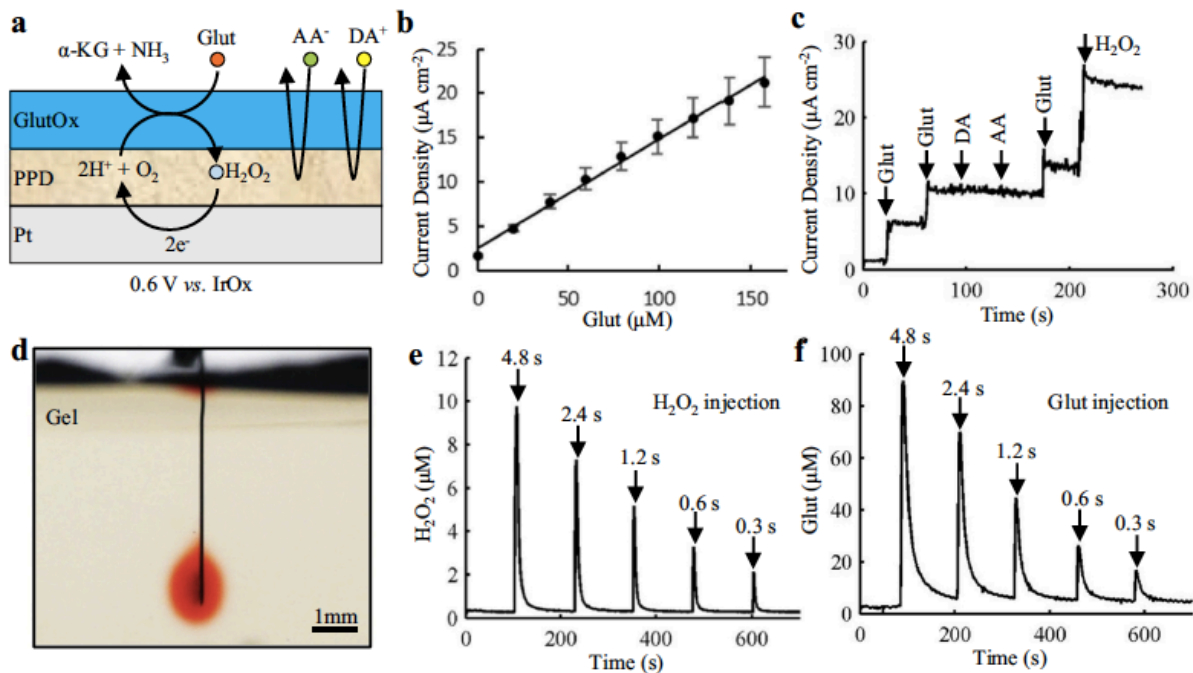 a
α-KG + NH₃
Glut
AA⁻
DA⁺
GlutOx
PPD
2H⁺ + O₂
H₂O₂
Pt
2e⁻
0.6 V vs. IrOx
b
Current Density (μA cm⁻²)
25
20
15
10
5
0
0 50 100 150
Glut (μM)
c
Current Density (μA cm⁻²)
30
20
10
0
Glut
Glut
DA
AA
Glut
H₂O₂
0 100 200 300
Time (s)
d
Gel
1mm
e
H₂O₂ (μM)
12
10
8
6
4
2
0
4.8 s
2.4 s
1.2 s
0.6 s
0.3 s
H₂O₂ injection
0 200 400 600
Time (s)
f
Glut (μM)
100
80
60
40
20
0
4.8 s
2.4 s
1.2 s
0.6 s
0.3 s
Glut injection
0 200 400 600
Time (s)